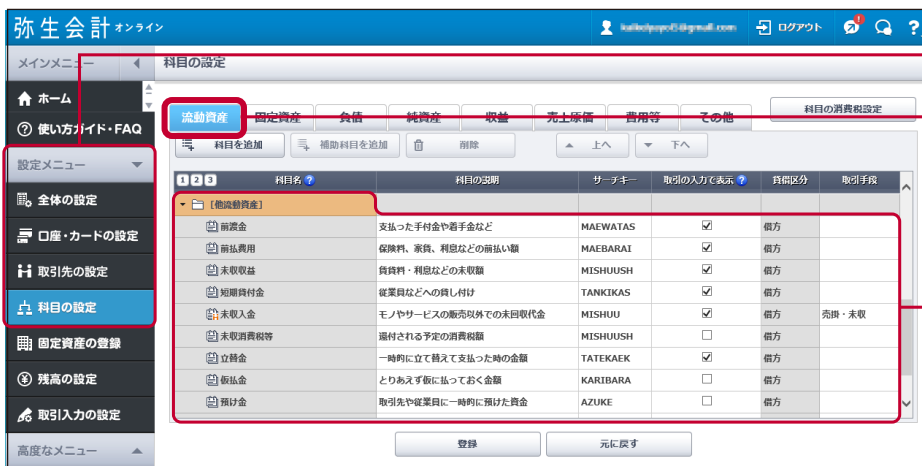 弥生会計 オンライン
ログアウト
メインメニュー
科目の設定
ホーム
使い方ガイド・FAQ
設定メニュー
全体の設定
口座・カードの設定
取引先の設定
科目の設定
固定資産の登録
残高の設定
取引入力の設定
高度なメニュー
科目の消費税設定
流動資産 固定資産 負債 純資産 収益 売上原価 費用等 その他
科目を追加 補助科目を追加 削除 上へ 下へ
1 2 3 科目名 ? 科目の説明 サーチキー 取引の入力で表示 ? 貸借区分 取引手段
[他流動資産]
前渡金 支払った手付金や着手金など MAEWATAS 借方
前払費用 保険料、家賃、利息などの前払い額 MAEBARAI 借方
未収収益 賃貸料・利息などの未収額 MISHUUSH 借方
短期貸付金 従業員などへの貸し付け TANKIKAS 借方
未収入金 モノやサービスの販売以外での未回収代金 MISHUU 借方 売掛・未収
未収消費税等 還付される予定の消費税額 MISHUUSH 借方
立替金 一時的に立て替えて支払った時の金額 TATEKAEK 借方
仮払金 とりあえず仮に払っておく金額 KARIBARA 借方
預け金 取引先や従業員に一時的に預けた資金 AZUKE 借方
登録 元に戻す